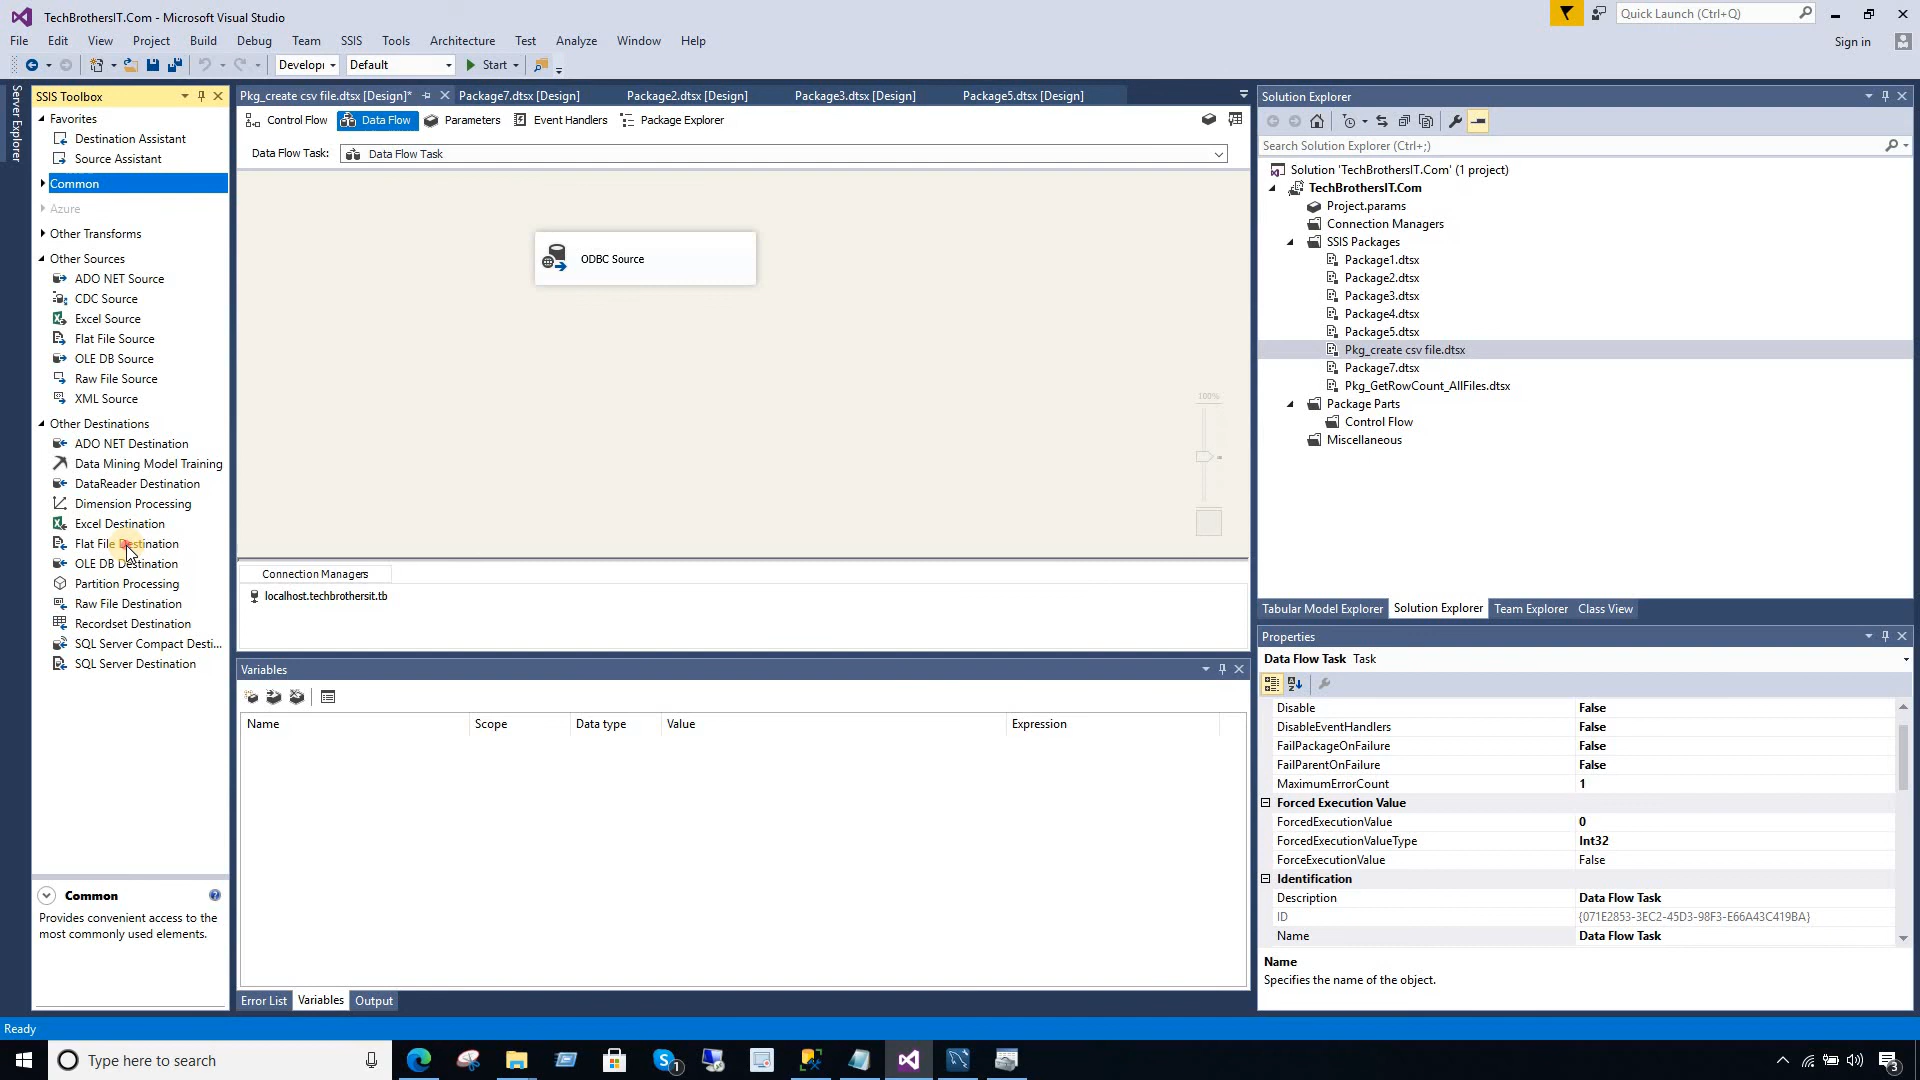 TechBrothersIT.Com - Microsoft Visual Studio
Quick Launch (Ctrl+Q)
File Edit View Project Build Debug Team SSIS Tools Architecture Test Analyze Window Help
Sign in
Develop Default Start
Server Explorer
SSIS Toolbox
Favorites
Destination Assistant
Source Assistant
Common
Azure
Other Transforms
Other Sources
ADO NET Source
CDC Source
Excel Source
Flat File Source
OLE DB Source
Raw File Source
XML Source
Other Destinations
ADO NET Destination
Data Mining Model Training
DataReader Destination
Dimension Processing
Excel Destination
Flat File Destination
OLE DB Destination
Partition Processing
Raw File Destination
Recordset Destination
SQL Server Compact Desti...
SQL Server Destination
Common
Provides convenient access to the
most commonly used elements.
Pkg_create csv file.dtsx [Design]* Package7.dtsx [Design] Package2.dtsx [Design] Package3.dtsx [Design] Package5.dtsx [Design]
Control Flow Data Flow Parameters Event Handlers Package Explorer
Data Flow Task: Data Flow Task
ODBC Source
100%
Connection Managers
localhost.techbrothersit.tb
Variables
Name Scope Data type Value Expression
Error List Variables Output
Solution Explorer
Search Solution Explorer (Ctrl+;)
Solution 'TechBrothersIT.Com' (1 project)
TechBrothersIT.Com
Project.params
Connection Managers
SSIS Packages
Package1.dtsx
Package2.dtsx
Package3.dtsx
Package4.dtsx
Package5.dtsx
Pkg_create csv file.dtsx
Package7.dtsx
Pkg_GetRowCount_AllFiles.dtsx
Package Parts
Control Flow
Miscellaneous
Tabular Model Explorer Solution Explorer Team Explorer Class View
Properties
Data Flow Task Task
Disable False
DisableEventHandlers False
FailPackageOnFailure False
FailParentOnFailure False
MaximumErrorCount 1
Forced Execution Value
ForcedExecutionValue 0
ForcedExecutionValueType Int32
ForceExecutionValue False
Identification
Description Data Flow Task
ID {071E2853-3EC2-45D3-98F3-E66A43C419BA}
Name Data Flow Task
Name
Specifies the name of the object.
Ready
Type here to search
1
3